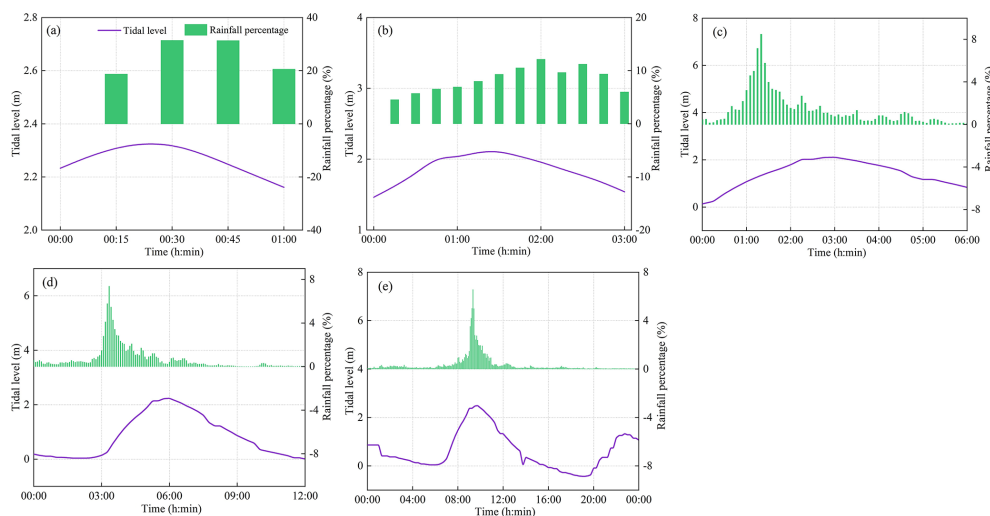 (a)
Tidal level
Rainfall percentage
2.8
2.6
2.4
2.2
2.0
Tidal level (m)
40
20
0
-20
-40
Rainfall percentage (%)
00:00 00:15 00:30 00:45 01:00
Time (h:min)
(b)
4
3
2
1
Tidal level (m)
20
10
0
-10
-20
Rainfall percentage (%)
00:00 01:00 02:00 03:00
Time (h:min)
(c)
8
6
4
2
0
Tidal level (m)
8
4
0
-4
-8
Rainfall percentage (%)
00:00 01:00 02:00 03:00 04:00 05:00 06:00
Time (h:min)
(d)
6
4
2
0
Tidal level (m)
8
4
0
-4
-8
Rainfall percentage (%)
00:00 03:00 06:00 09:00 12:00
Time (h:min)
(e)
8
6
4
2
0
Tidal level (m)
8
3
0
-3
-8
Rainfall percentage (%)
00:00 04:00 08:00 12:00 16:00 20:00 00:00
Time (h:min)